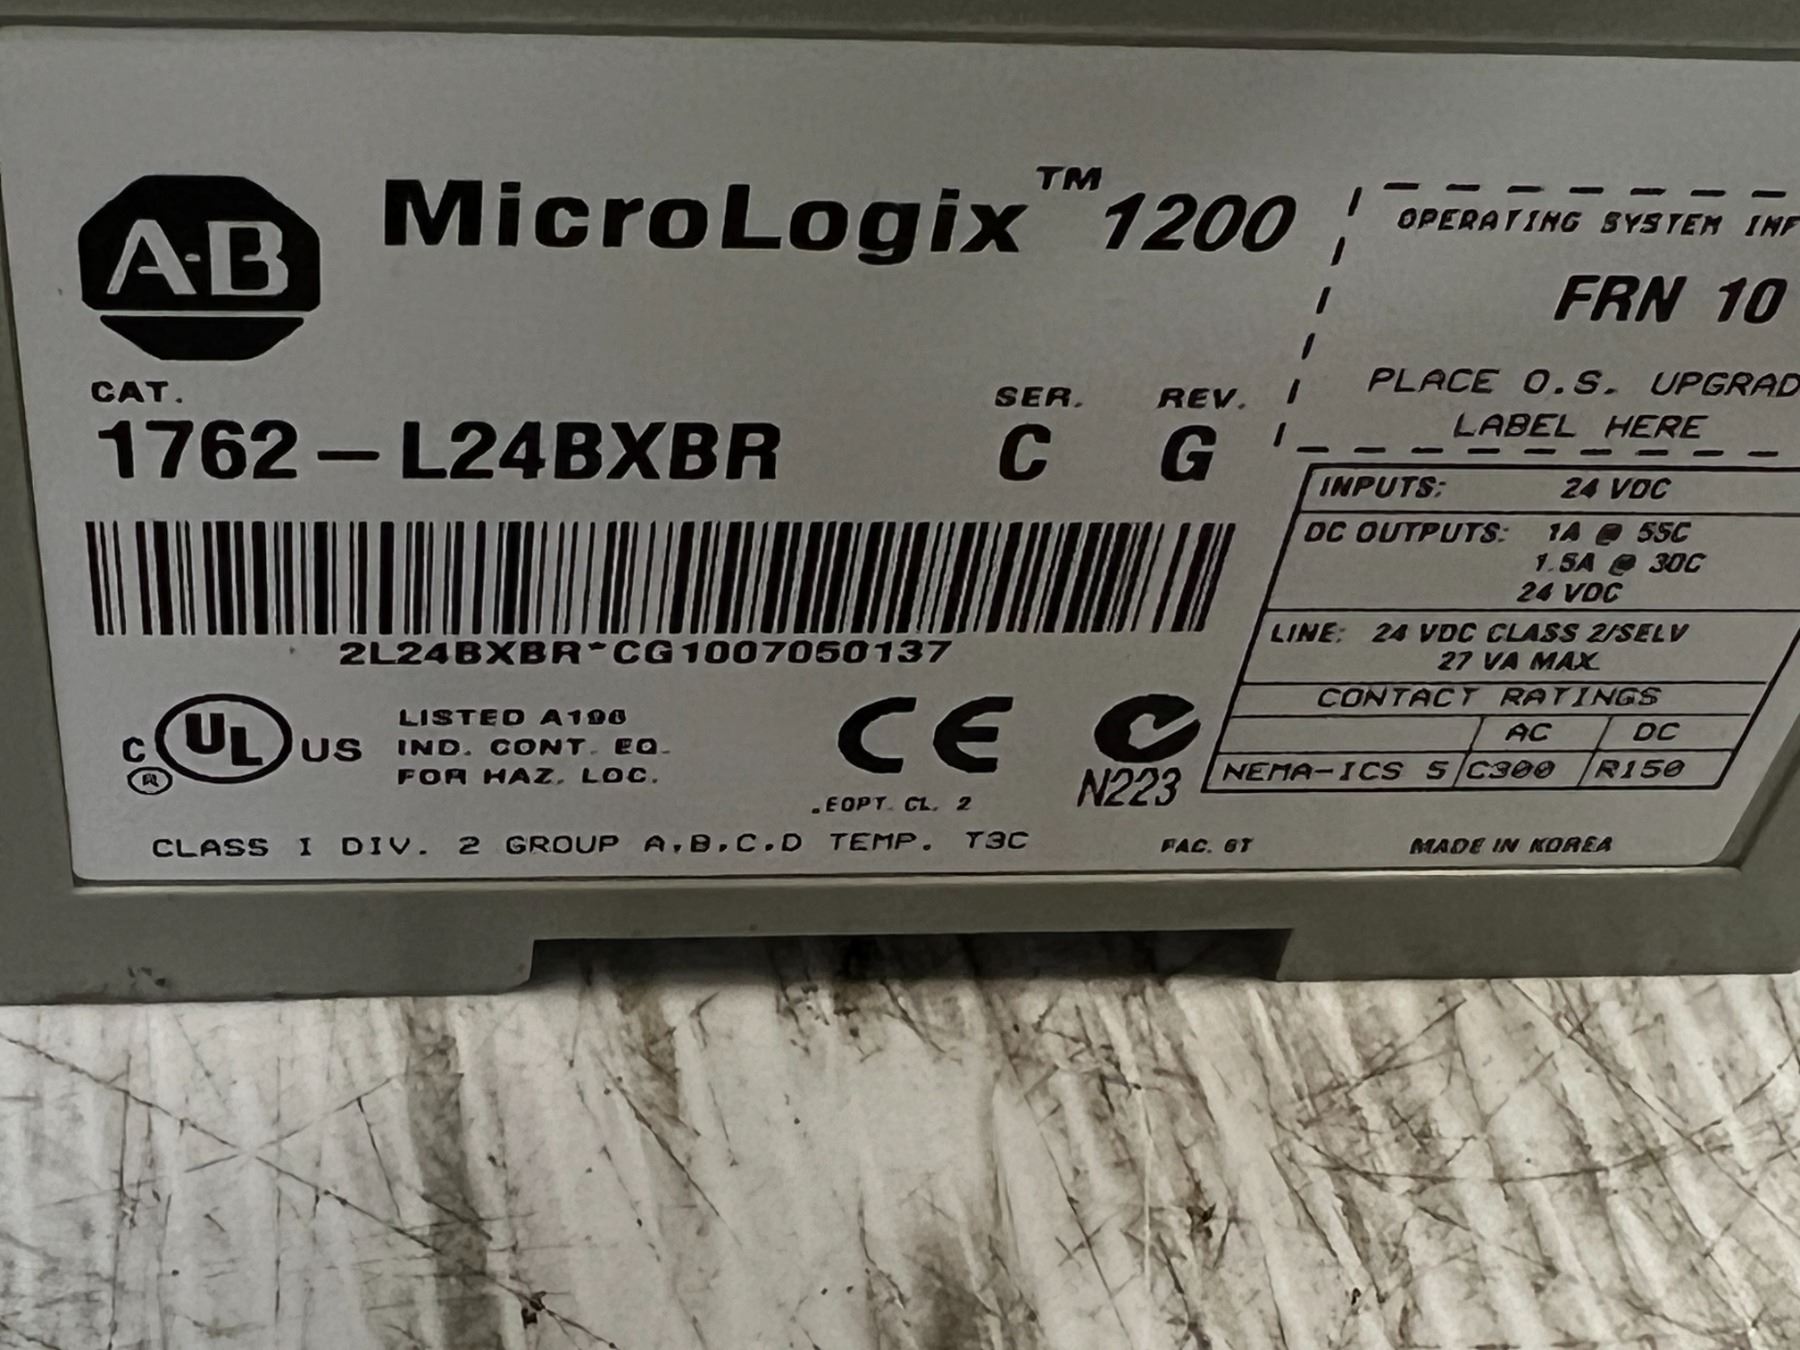 A-B MicroLogix™ 1200
OPERATING SYSTEM INF
FRN 10
PLACE O.S. UPGRAD
LABEL HERE
CAT. SER. REV.
1762-L24BXBR C G
INPUTS: 24 VDC
DC OUTPUTS: 1A @ 55C
1.5A @ 30C
24 VDC
LINE: 24 VDC CLASS 2/SELV
27 VA MAX.
CONTACT RATINGS
AC DC
NEMA-ICS 5 C300 R150
2L24BXBR*CG1007050137
C UL US ®
LISTED A196
IND. CONT. EQ.
FOR HAZ. LOC.
CE
N223
CL. 2
CLASS I DIV. 2 GROUP A,B,C,D TEMP. T3C
FAC. MADE IN KOREA